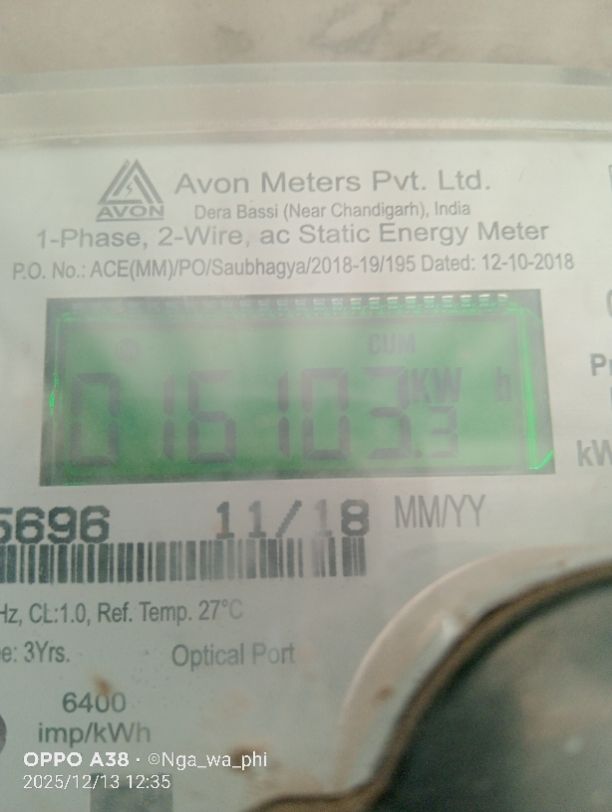 AVON
Avon Meters Pvt. Ltd.
Dera Bassi (Near Chandigarh), India
1-Phase, 2-Wire, ac Static Energy Meter
P.O. No.: ACE(MM)/PO/Saubhagya/2018-19/195 Dated: 12-10-2018
CUM
016103.3 KW h
5696 11/18 MM/YY
Hz, CL:1.0, Ref. Temp. 27°C
e: 3Yrs. Optical Port
6400
imp/kWh
OPPO A38 · ©Nga_wa_phi
2025/12/13 12:35